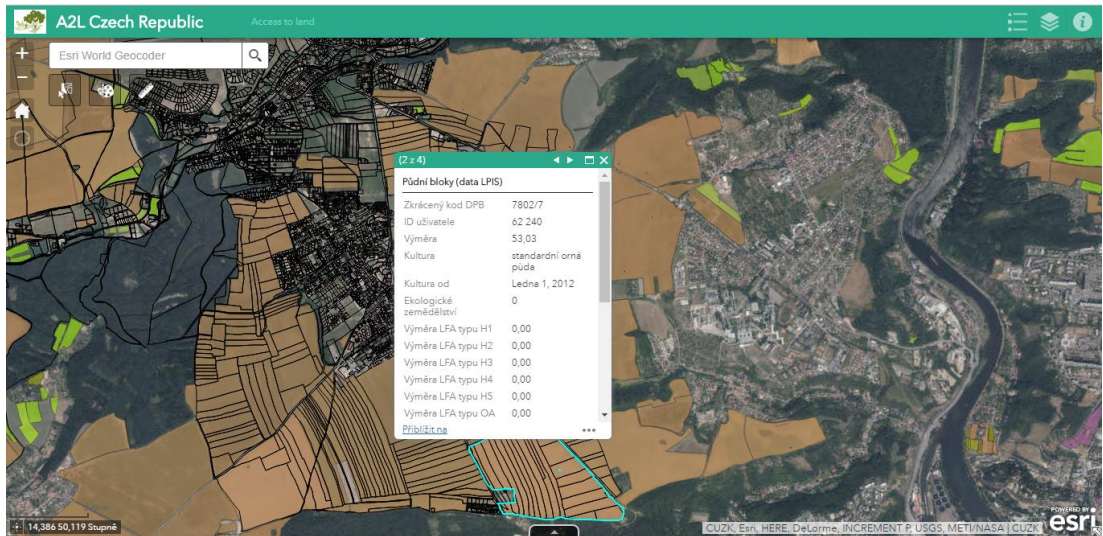 A2L Czech Republic
Access to land
Esri World Geocoder
(2 z 4)
Půdní bloky (data LPIS)
Zkrácený kod DPB 7802/7
ID uživatele 62 240
Výměra 53,03
Kultura standardní orná
půda
Kultura od Ledna 1, 2012
Ekologické 0
zemědělství
Výměra LFA typu H1 0,00
Výměra LFA typu H2 0,00
Výměra LFA typu H3 0,00
Výměra LFA typu H4 0,00
Výměra LFA typu H5 0,00
Výměra LFA typu OA 0,00
Přiblížit na
14,386 50,119 Stupně
CUZK, Esri, HERE, DeLorme, INCREMENT P, USGS, METI/NASA | CUZK
POWERED BY
esri